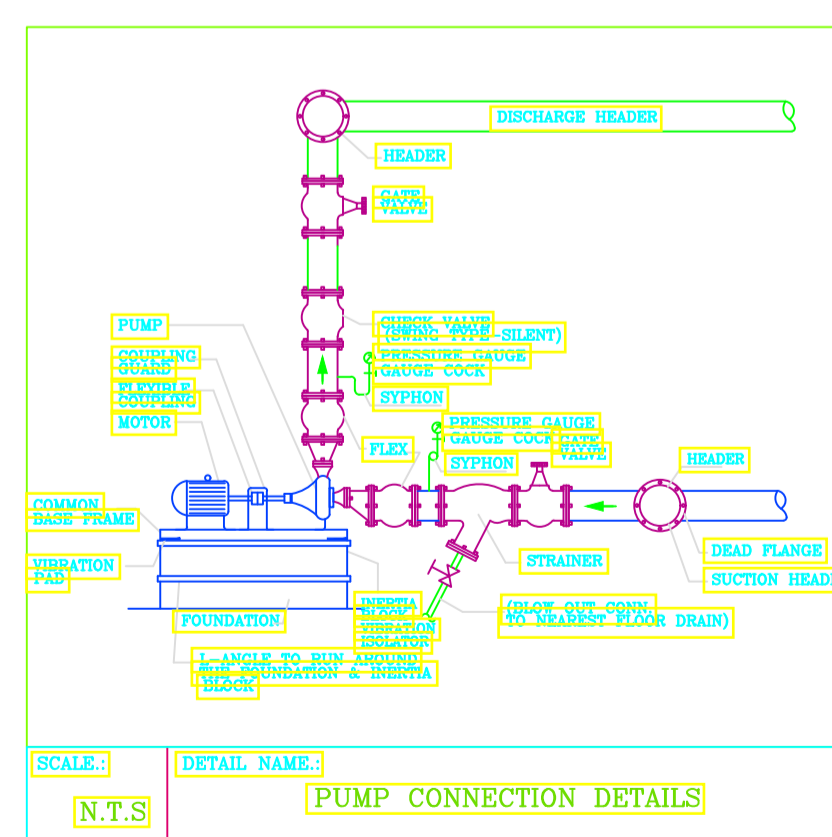 DISCHARGE HEADER
HEADER
GATE
VALVE
CHECK VALVE
(SWING TYPE-SILENT)
PUMP
PRESSURE GAUGE
GAUGE COCK
COUPLING
GUARD
FLEXIBLE
COUPLING
SYPHON
MOTOR
PRESSURE GAUGE
GAUGE COCK
GATE
VALVE
FLEX
SYPHON
HEADER
COMMON
BASE FRAME
DEAD FLANGE
STRAINER
VIBRATION
PAD
SUCTION HEADE
INERTIA
BLOCK
VIBRATION
ISOLATOR
(BLOW OUT CONN.
TO NEAREST FLOOR DRAIN)
FOUNDATION
L-ANGLE TO RUN AROUND
THE FOUNDATION & INERTIA
BLOCK
SCALE.:
DETAIL NAME.:
N.T.S
PUMP CONNECTION DETAILS